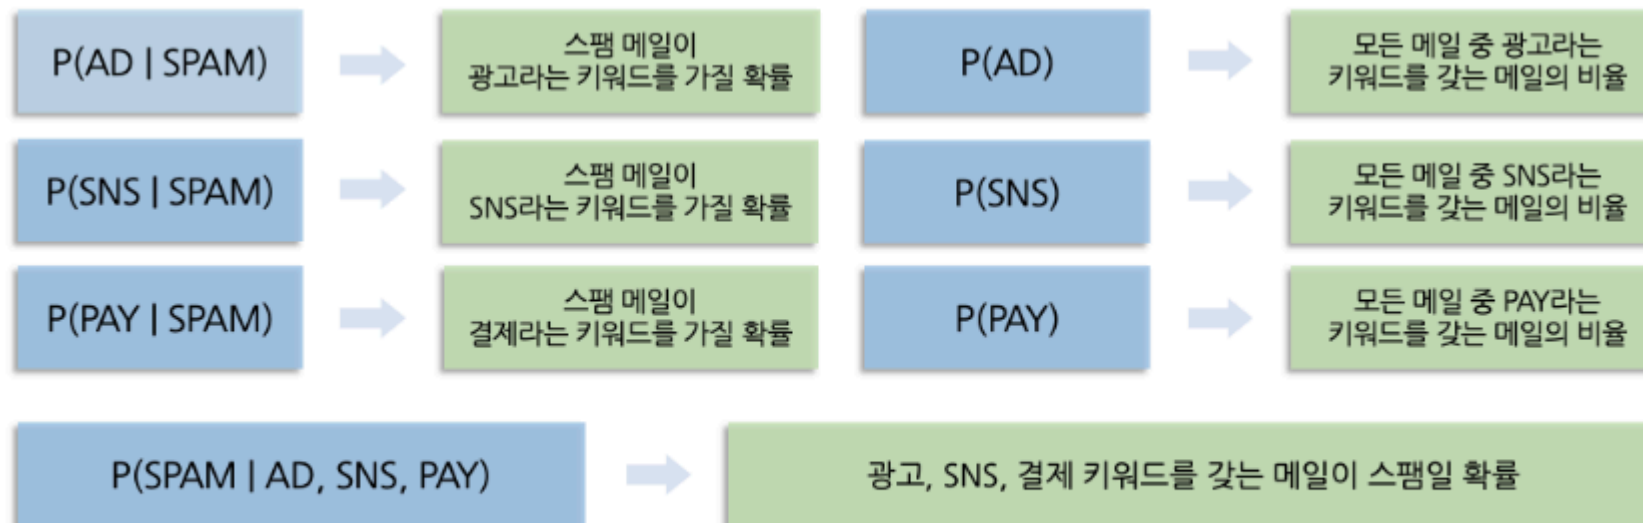 P(AD | SPAM)
스팸 메일이
광고라는 키워드를 가질 확률
P(AD)
모든 메일 중 광고라는
키워드를 갖는 메일의 비율
P(SNS | SPAM)
스팸 메일이
SNS라는 키워드를 가질 확률
P(SNS)
모든 메일 중 SNS라는
키워드를 갖는 메일의 비율
P(PAY | SPAM)
스팸 메일이
결제라는 키워드를 가질 확률
P(PAY)
모든 메일 중 PAY라는
키워드를 갖는 메일의 비율
P(SPAM | AD, SNS, PAY)
광고, SNS, 결제 키워드를 갖는 메일이 스팸일 확률